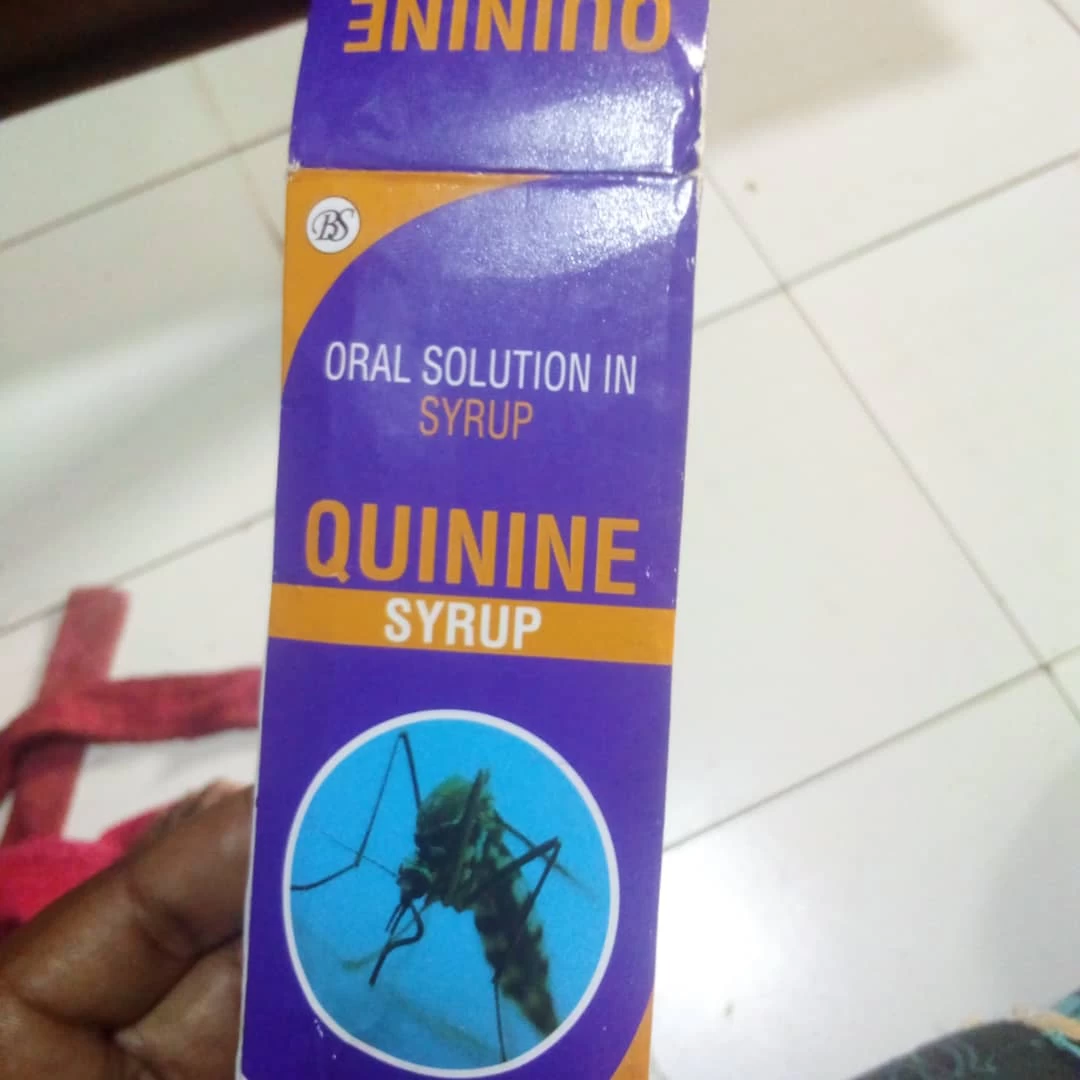 QUININE
BS
ORAL SOLUTION IN
SYRUP
QUININE
SYRUP